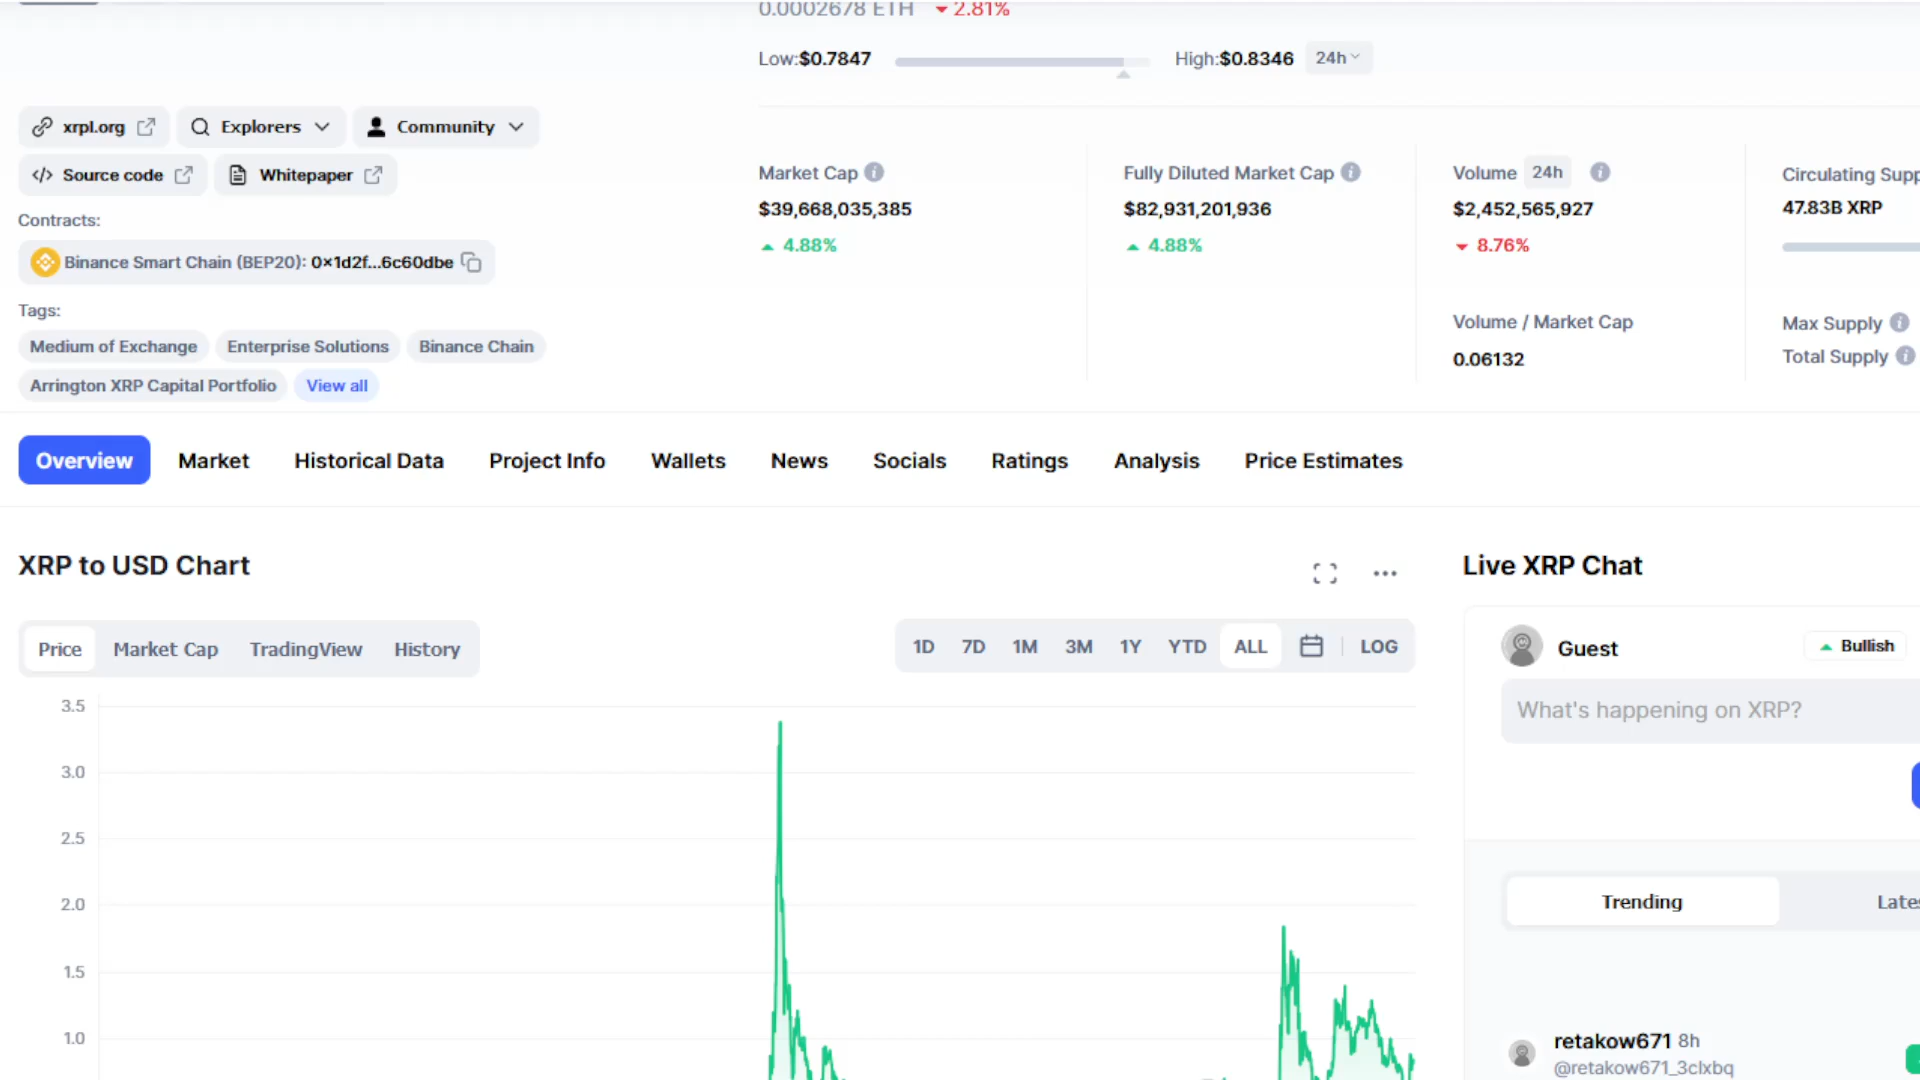 0.0002678 ETH 2.81%
Low:$0.7847 High:$0.8346 24h
xrpl.org Explorers Community
Source code Whitepaper
Contracts:
Binance Smart Chain (BEP20): 0x1d2f...6c60dbe
Tags:
Medium of Exchange Enterprise Solutions Binance Chain
Arrington XRP Capital Portfolio View all
Market Cap
$39,668,035,385
4.88%
Fully Diluted Market Cap
$82,931,201,936
4.88%
Volume 24h
$2,452,565,927
8.76%
Volume / Market Cap
0.06132
Circulating Supp
47.83B XRP
Max Supply
Total Supply
Overview Market Historical Data Project Info Wallets News Socials Ratings Analysis Price Estimates
XRP to USD Chart
Price Market Cap TradingView History
1D 7D 1M 3M 1Y YTD ALL LOG
3.5
3.0
2.5
2.0
1.5
1.0
Live XRP Chat
Guest Bullish
What's happening on XRP?
Trending Late
retakow671 8h
@retakow671_3clxbq